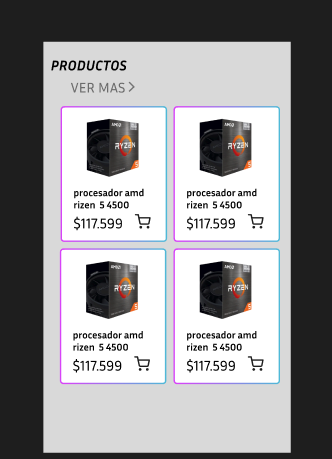 PRODUCTOS
VER MAS >
AMD
RYZEN
5
procesador amd
rizen 5 4500
$117.599
AMD
RYZEN
5
procesador amd
rizen 5 4500
$117.599
AMD
RYZEN
5
procesador amd
rizen 5 4500
$117.599
AMD
RYZEN
5
procesador amd
rizen 5 4500
$117.599